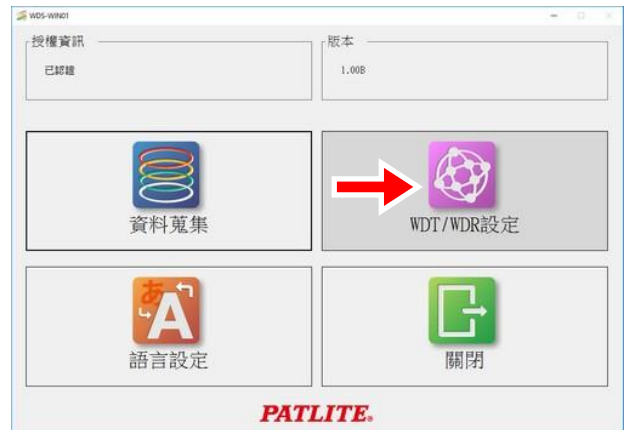 WDS-WIN01
授權資訊
已認證
版本
1.00B
資料蒐集
WDT/WDR設定
あ
A
語言設定
關閉
PATLITE®